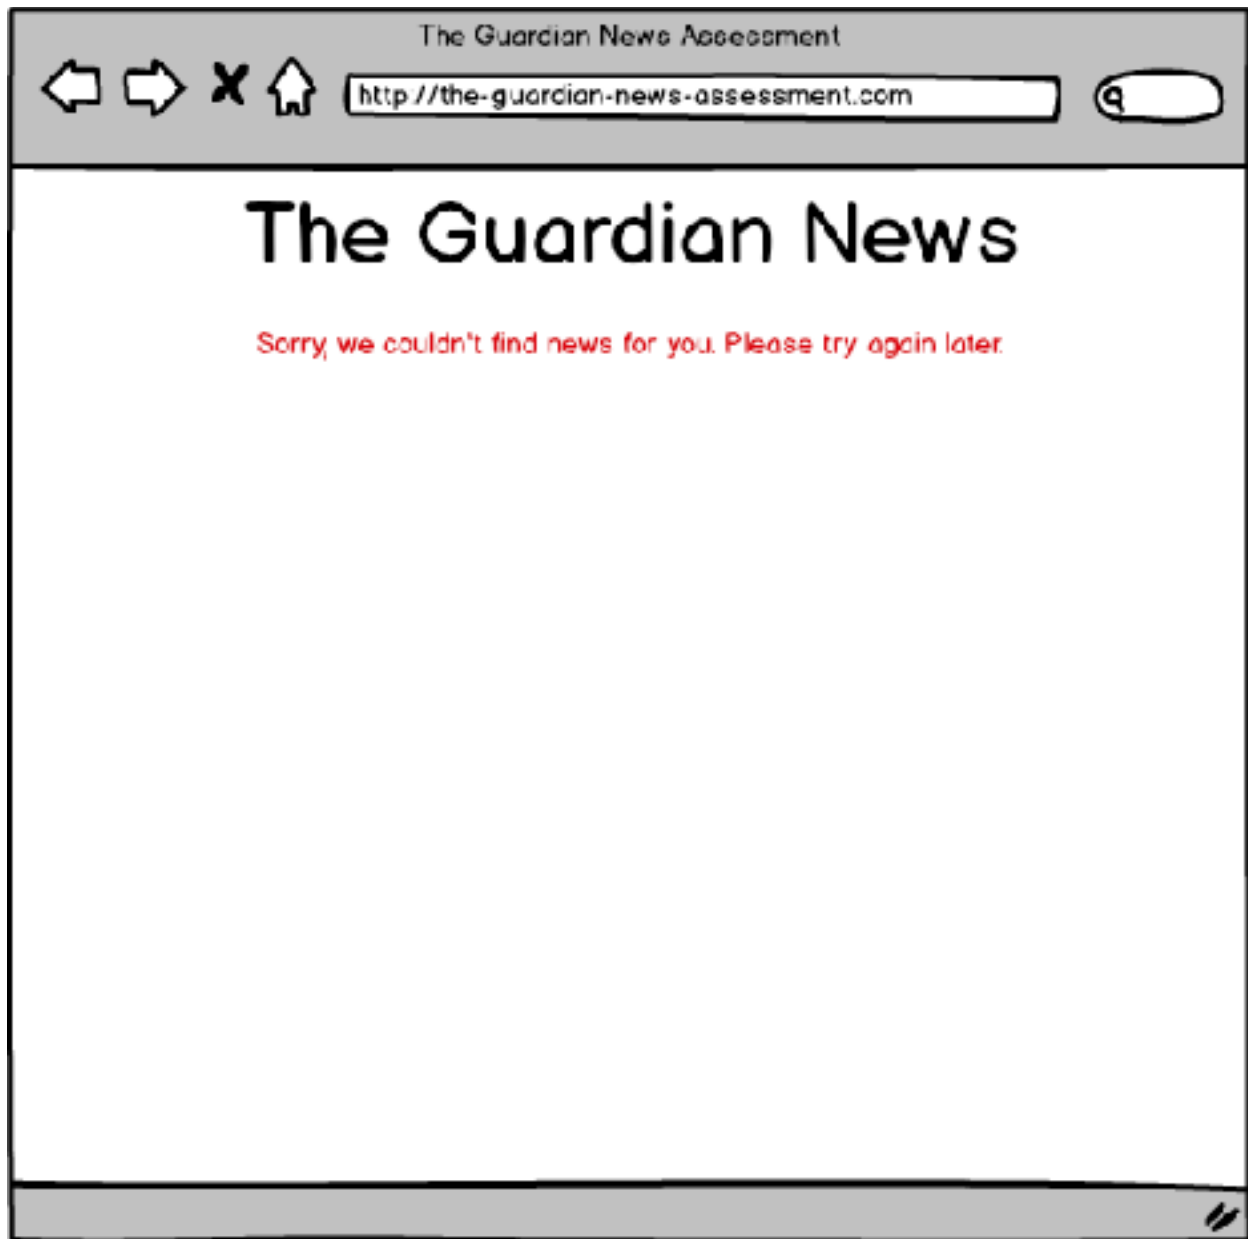 The Guardian News Assessment
http://the-guardian-news-assessment.com
The Guardian News
Sorry, we couldn't find news for you. Please try again later.